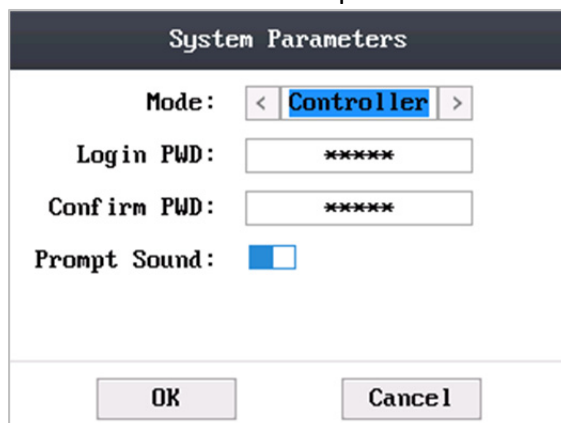 System Parameters
Mode: < Controller >
Login PWD: *****
Confirm PWD: *****
Prompt Sound:
OK Cancel